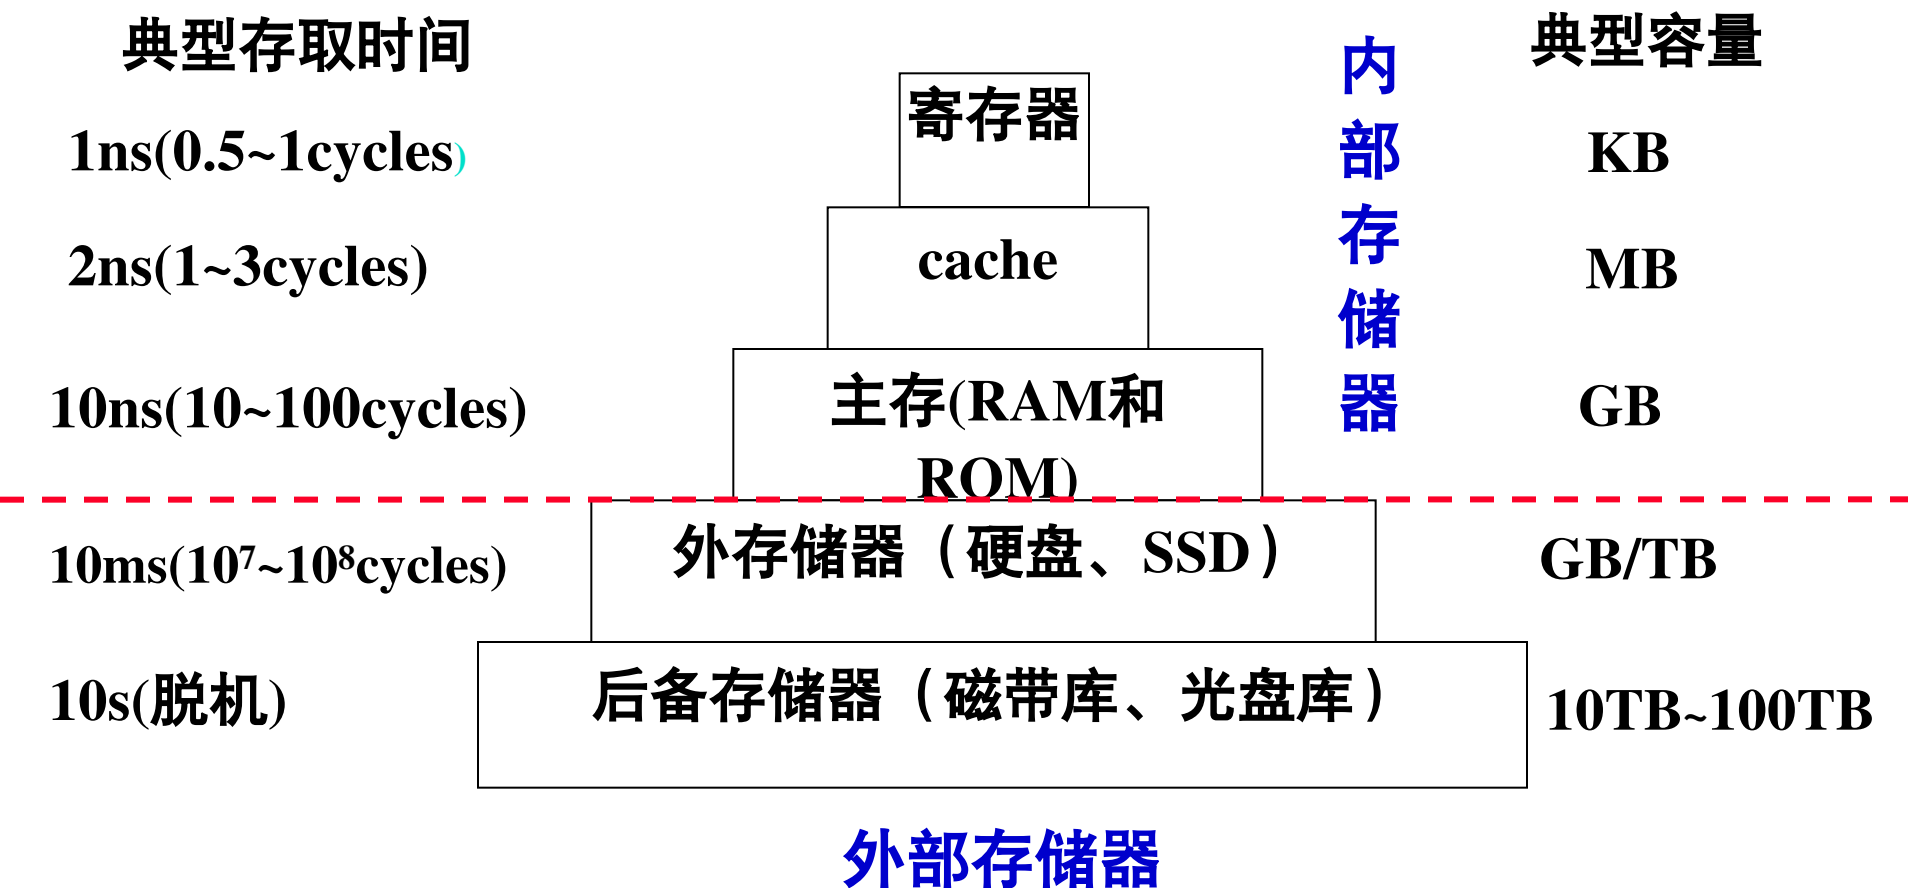 典型存取时间
典型容量
内部存储器
寄存器
1ns(0.5~1cycles)
KB
2ns(1~3cycles)
cache
MB
10ns(10~100cycles)
主存(RAM和
ROM)
GB
10ms(10⁷~10⁸cycles)
外存储器（硬盘、SSD）
GB/TB
10s(脱机)
后备存储器（磁带库、光盘库）
10TB~100TB
外部存储器